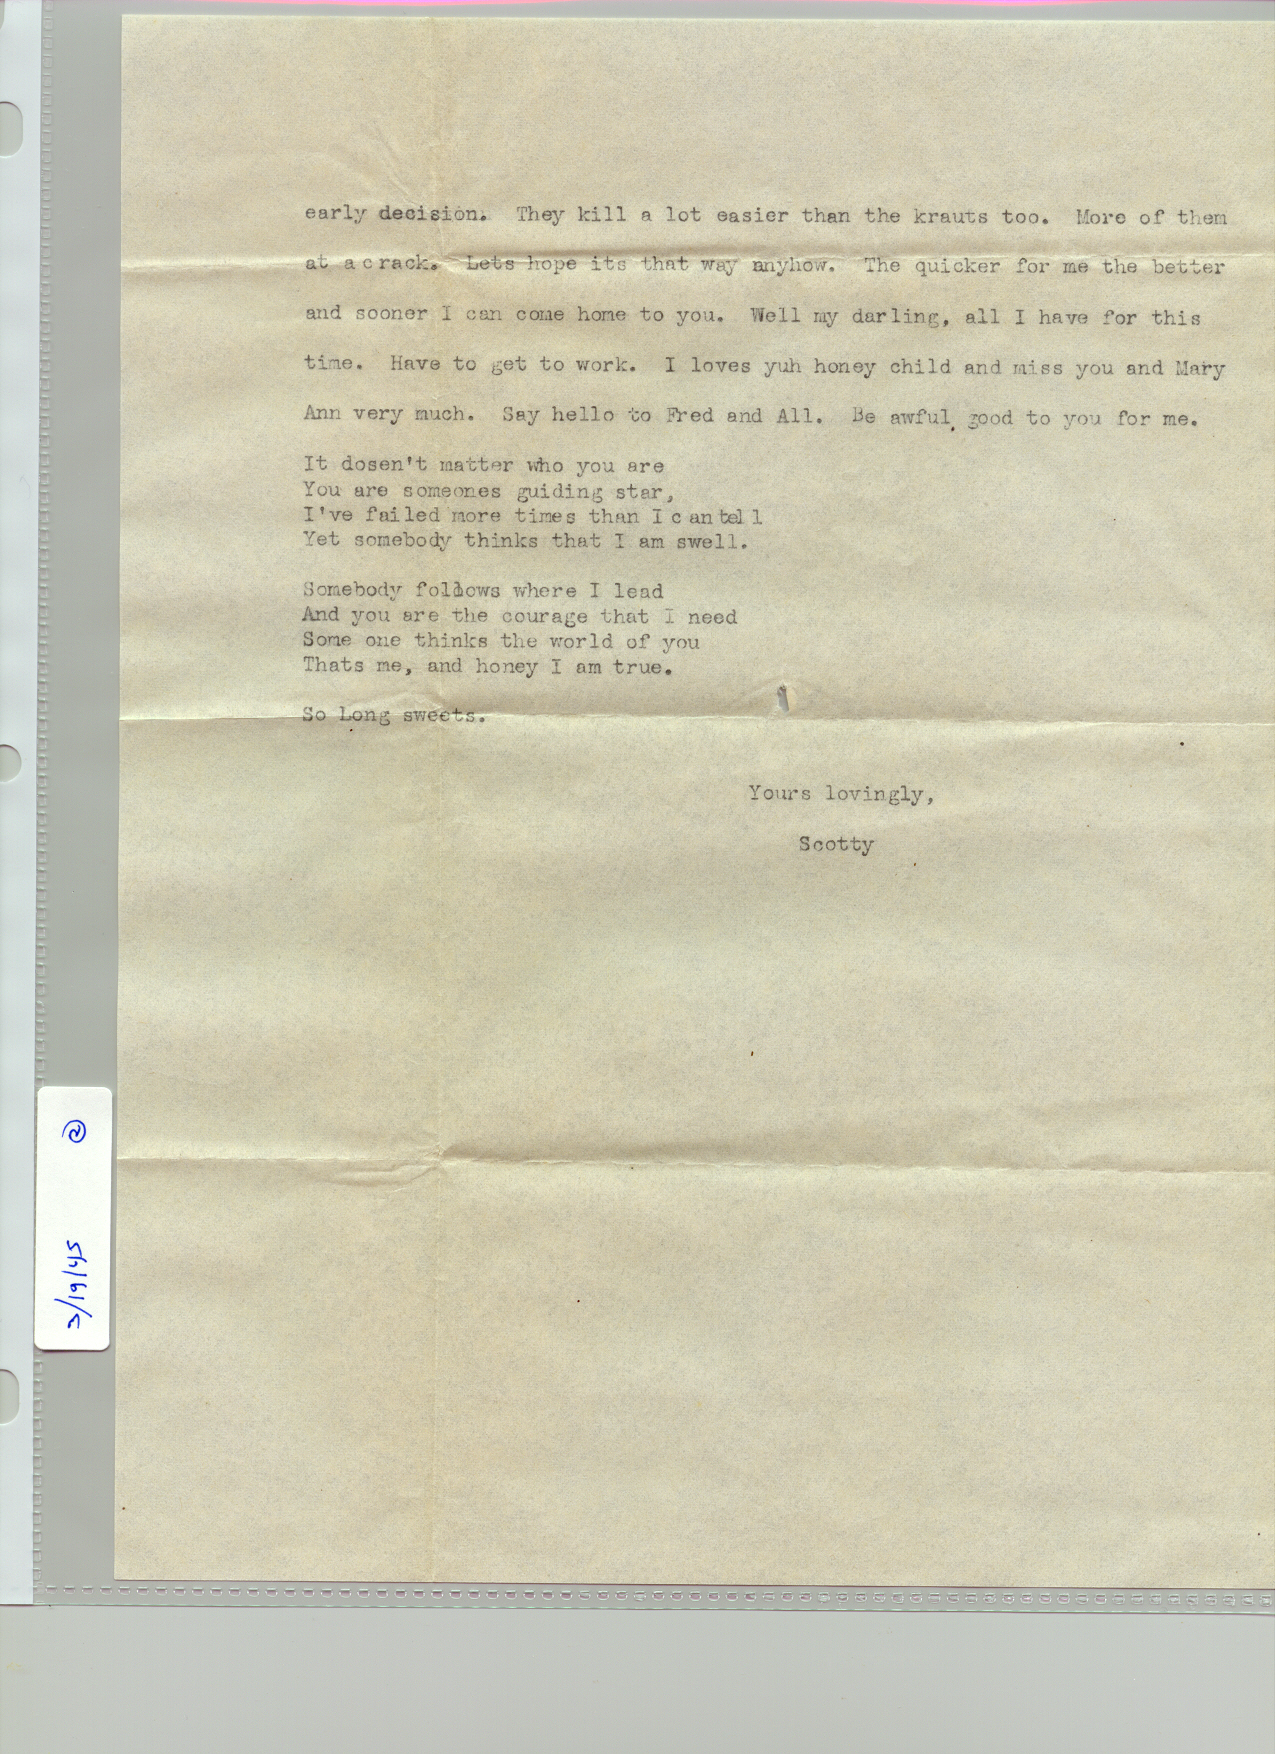 early decision. They kill a lot easier than the krauts too. More of them
at a crack. Lets hope its that way anyhow. The quicker for me the better
and sooner I can come home to you. Well my darling, all I have for this
time. Have to get to work. I loves yuh honey child and miss you and Mary
Ann very much. Say hello to Fred and All. Be awful good to you for me.
It dosen't matter who you are
You are someones guiding star,
I've failed more times than I can tell
Yet somebody thinks that I am swell.
Somebody follows where I lead
And you are the courage that I need
Some one thinks the world of you
Thats me, and honey I am true.
So Long sweets.
Yours lovingly,
Scotty
3/19/45 @